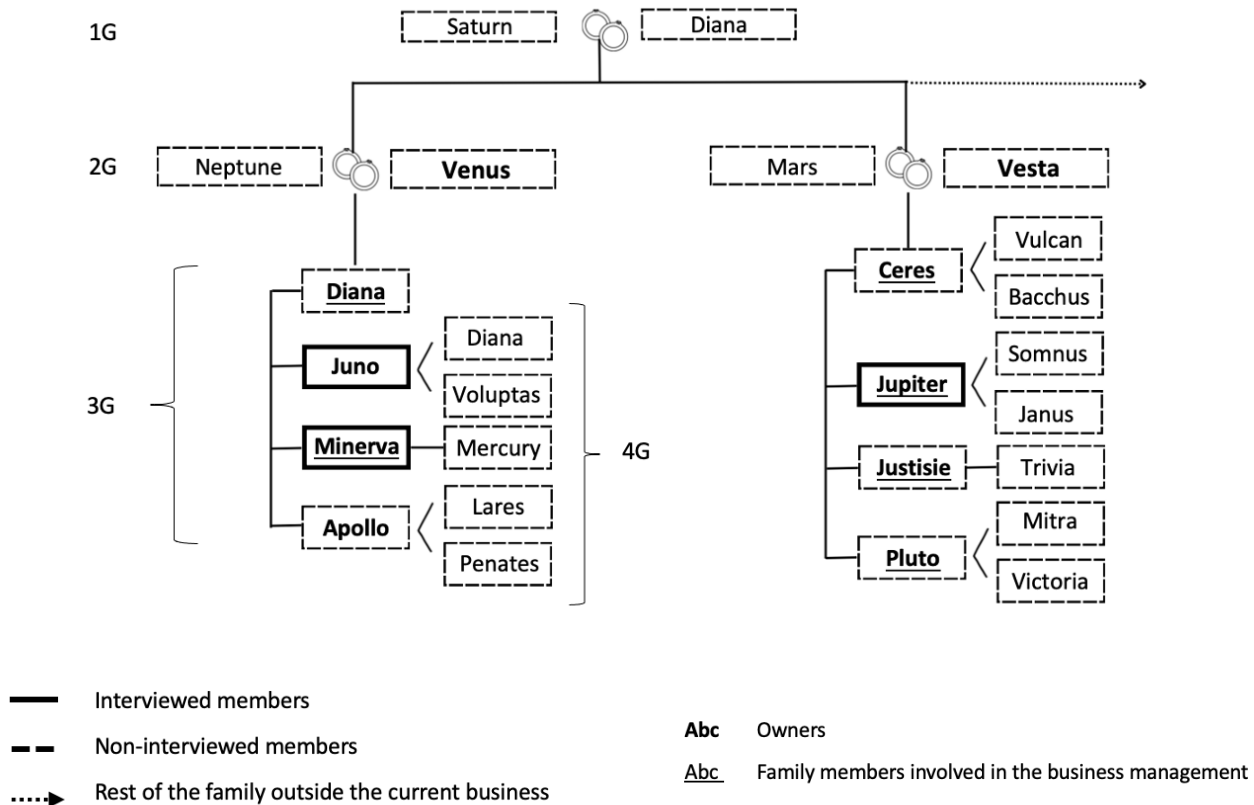 1G
Saturn
Diana
2G
Neptune
Venus
Mars
Vesta
3G
Diana
Juno
Diana
Voluptas
Minerva
Mercury
Apollo
Lares
Penates
4G
Ceres
Vulcan
Bacchus
Jupiter
Somnus
Janus
Justisie
Trivia
Pluto
Mitra
Victoria
Interviewed members
Non-interviewed members
Rest of the family outside the current business
Abc Owners
Abc Family members involved in the business management